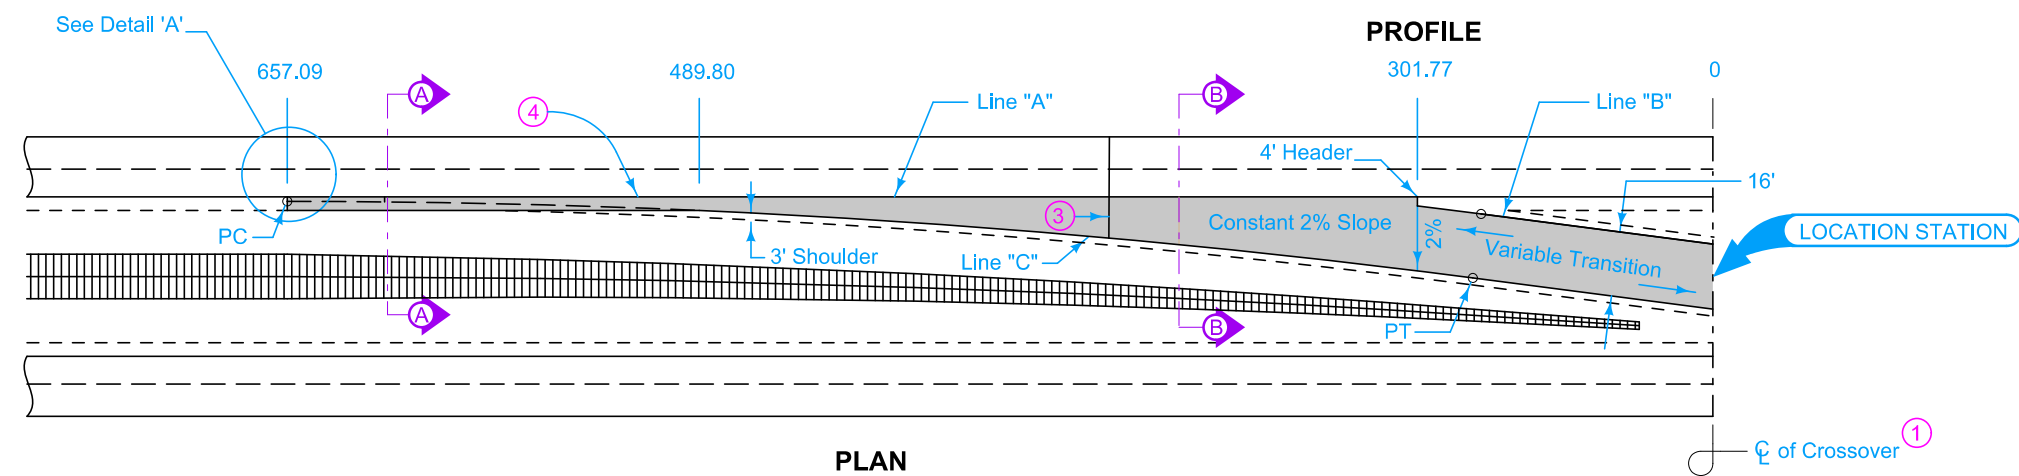 PROFILE
See Detail 'A'
657.09
489.80
301.77
0
A
B
4
Line "A"
Line "B"
4' Header
16'
3
Constant 2% Slope
2%
PC
3' Shoulder
Line "C"
Variable Transition
LOCATION STATION
A
B
PT
PLAN
℄ of Crossover 1